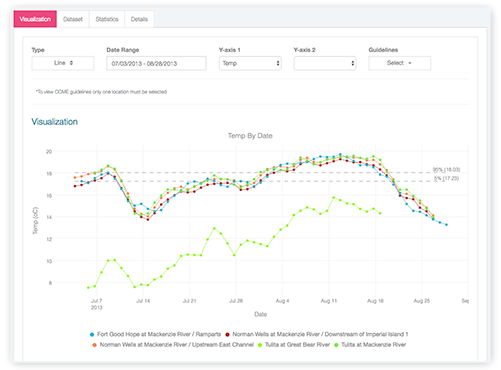 Visualization Dataset Statistics Details
Type Date Range Y-axis 1 Y-axis 2 Guidelines
Line 07/03/2013 - 08/28/2013 Temp Select
*To view CCME guidelines only one location must be selected
Visualization
Temp By Date
20
18
16
14
12
10
8
Temp (oC)
95% (18.03)
5% (17.25)
Jul 7 Jul 14 Jul 21 Jul 28 Aug 4 Aug 11 Aug 18 Aug 25 Sep
2013
Date
Fort Good Hope at Mackenzie River / Ramparts Norman Wells at Mackenzie River / Downstream of Imperial Island 1
Norman Wells at Mackenzie River / Upstream East Channel Tulita at Great Bear River Tulita at Mackenzie River